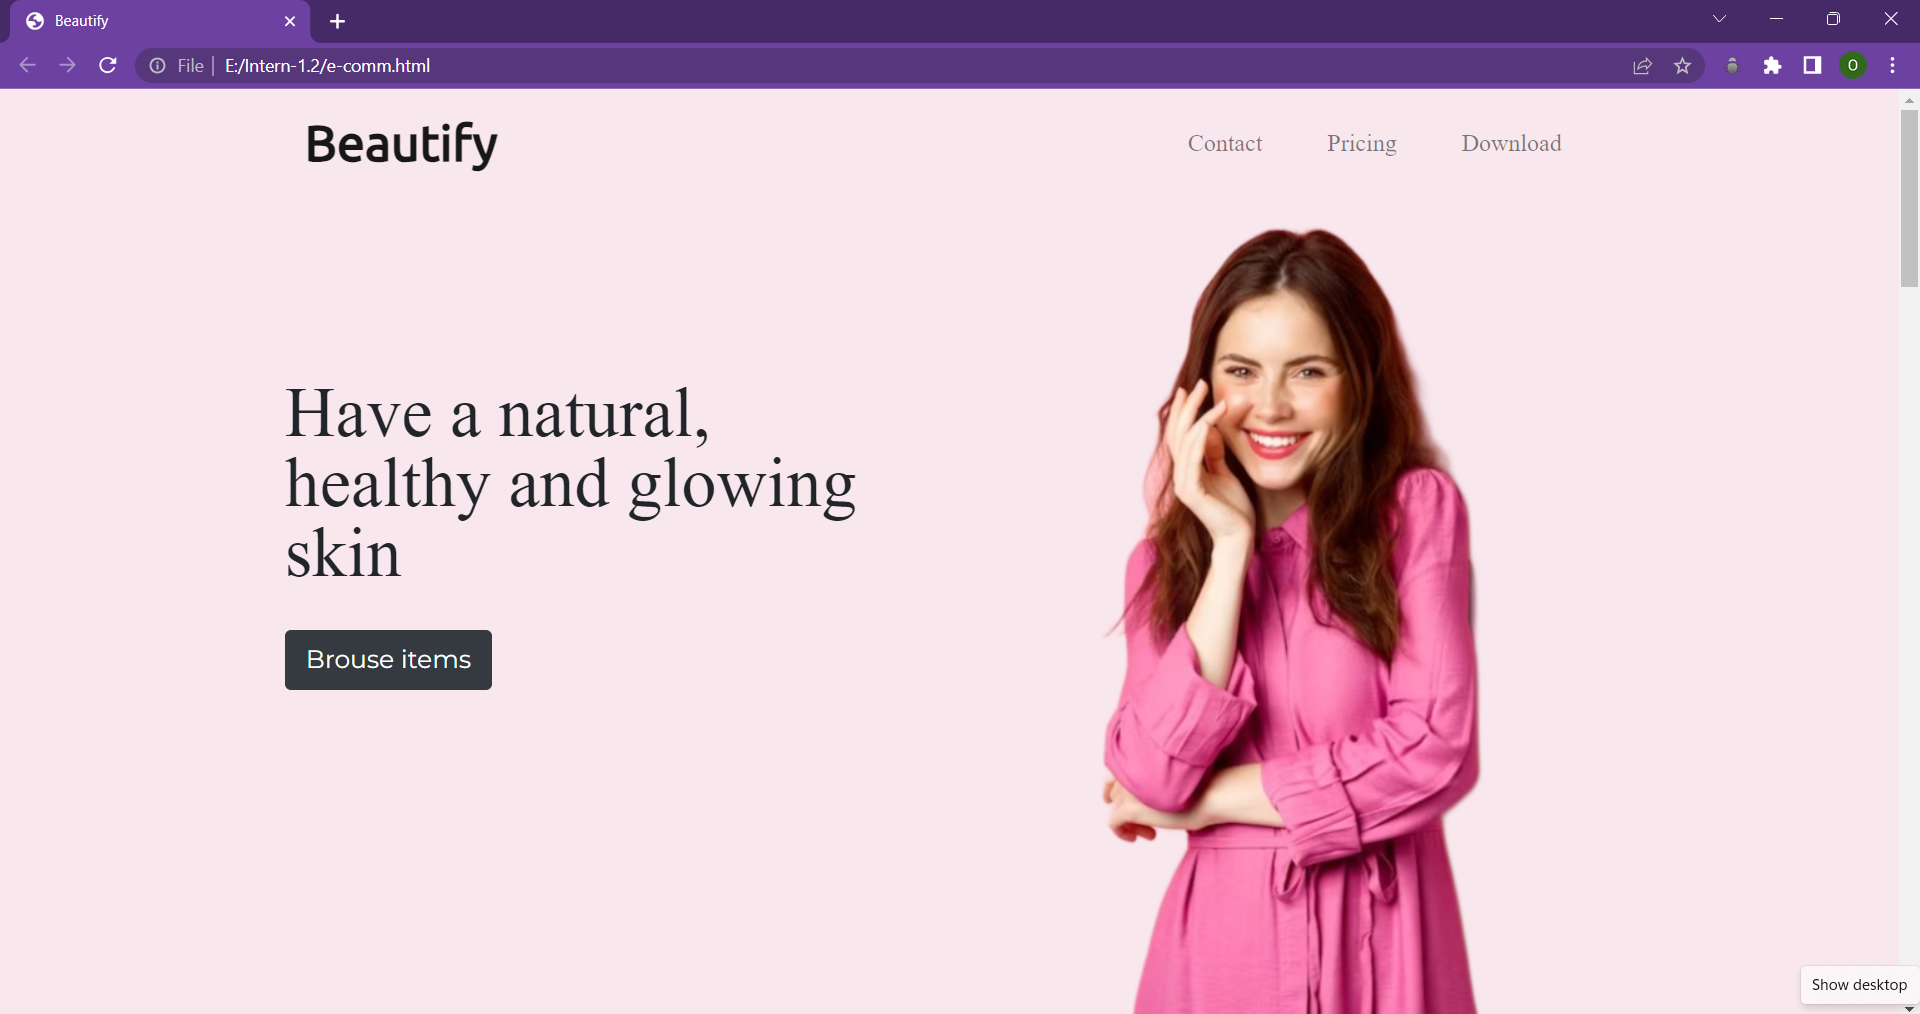 Beautify
File
E:/Intern-1.2/e-comm.html
O
Beautify
Contact
Pricing
Download
Have a natural,
healthy and glowing
skin
Brouse items
Show desktop